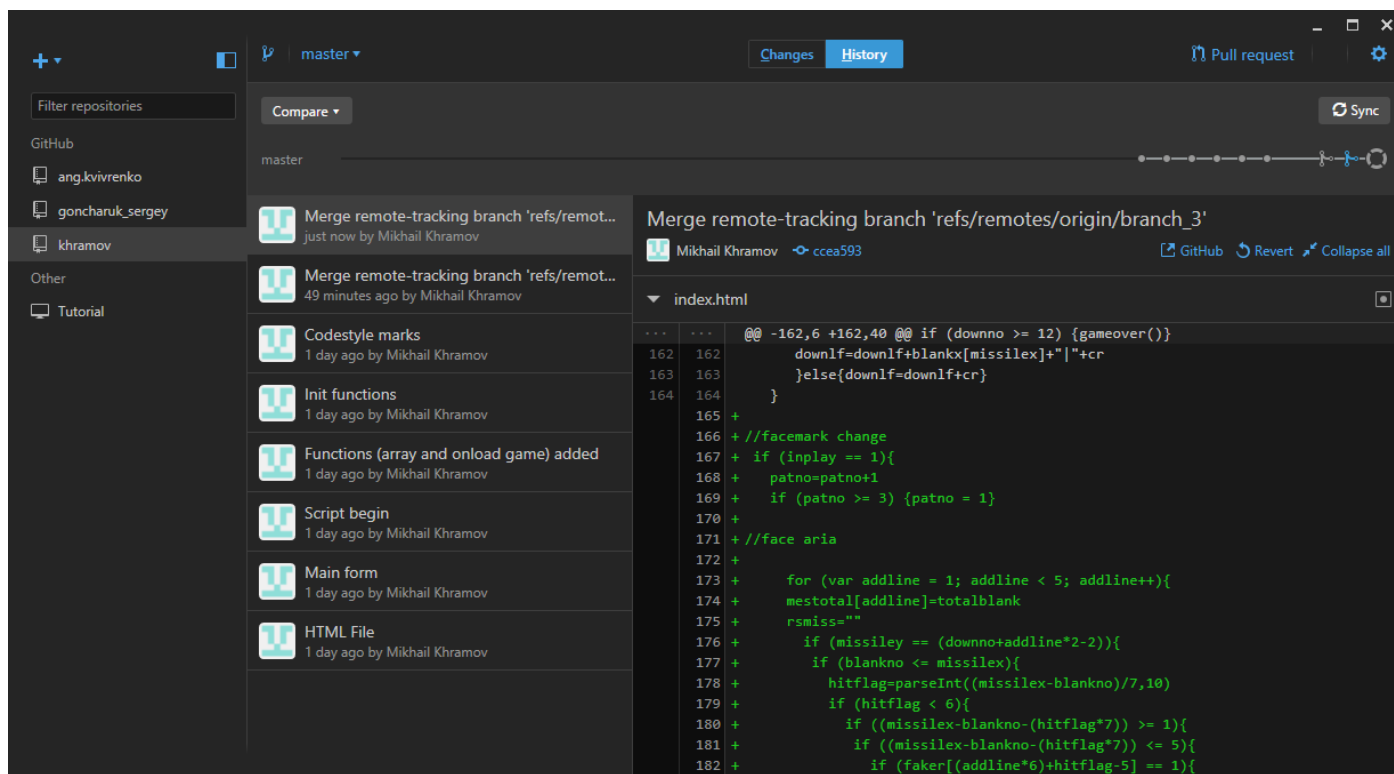 master
Changes
History
Pull request
Filter repositories
GitHub
ang.kvivrenko
goncharuk_sergey
khramov
Other
Tutorial
Compare
Sync
master
Merge remote-tracking branch 'refs/remot...
just now by Mikhail Khramov
Merge remote-tracking branch 'refs/remot...
49 minutes ago by Mikhail Khramov
Codestyle marks
1 day ago by Mikhail Khramov
Init functions
1 day ago by Mikhail Khramov
Functions (array and onload game) added
1 day ago by Mikhail Khramov
Script begin
1 day ago by Mikhail Khramov
Main form
1 day ago by Mikhail Khramov
HTML File
1 day ago by Mikhail Khramov
Merge remote-tracking branch 'refs/remotes/origin/branch_3'
Mikhail Khramov ccea593 GitHub Revert Collapse all
index.html
... ... @@ -162,6 +162,40 @@ if (downno >= 12) {gameover()}
162 162 downlf=downlf+blankx[missilex]+"|"+cr
163 163 }else{downlf=downlf+cr}
164 164 }
165 +
166 +//facemark change
167 + if (inplay == 1){
168 + patno=patno+1
169 + if (patno >= 3) {patno = 1}
170 +
171 +//face aria
172 +
173 + for (var addline = 1; addline < 5; addline++){
174 + mestotal[addline]=totalblank
175 + rsmiss=""
176 + if (missiley == (downno+addline*2-2)){
177 + if (blankno <= missilex){
178 + hitflag=parseInt((missilex-blankno)/7,10)
179 + if (hitflag < 6){
180 + if ((missilex-blankno-(hitflag*7)) >= 1){
181 + if ((missilex-blankno-(hitflag*7)) <= 5){
182 + if (faker[(addline*6)+hitflag-5] == 1){